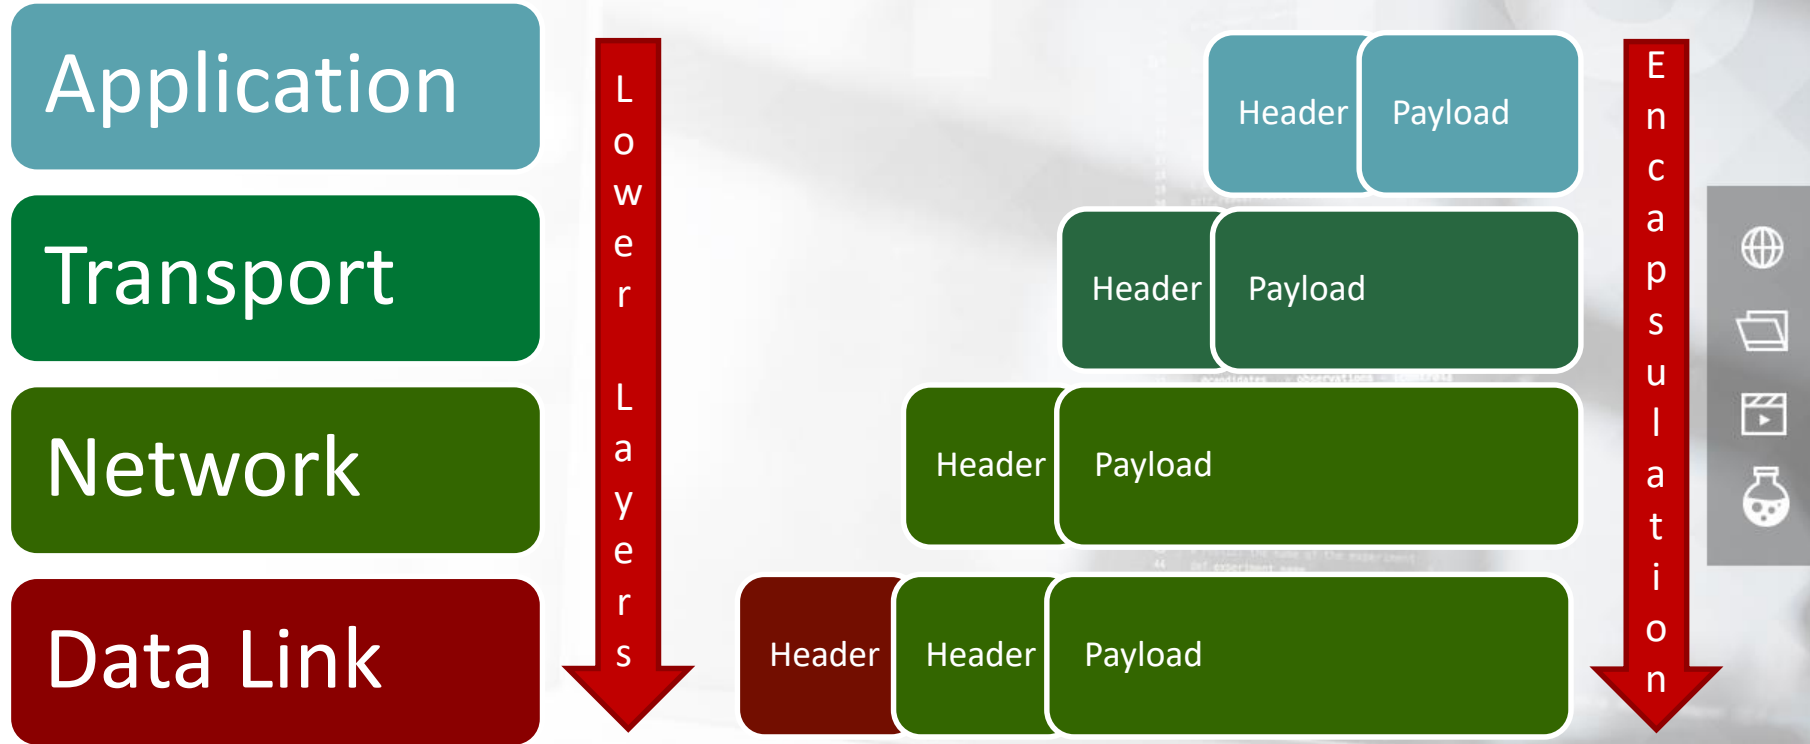 Application
Transport
Network
Data Link
Lower Layers
Header Payload
Header Payload
Header Payload
Header Header Payload
Encapsulation